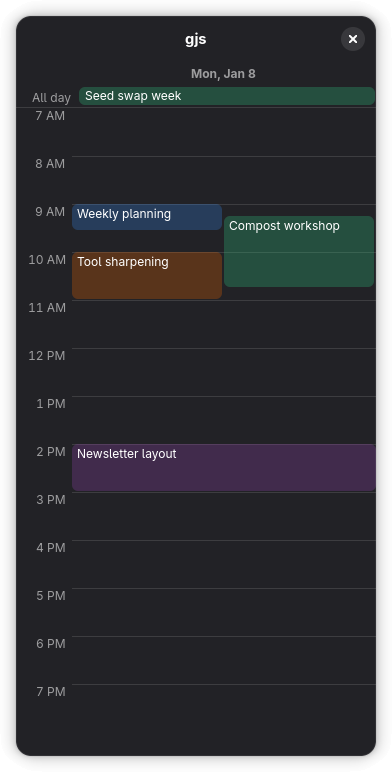 gjs
Mon, Jan 8
All day
Seed swap week
7 AM
8 AM
9 AM
Weekly planning
Compost workshop
10 AM
Tool sharpening
11 AM
12 PM
1 PM
2 PM
Newsletter layout
3 PM
4 PM
5 PM
6 PM
7 PM